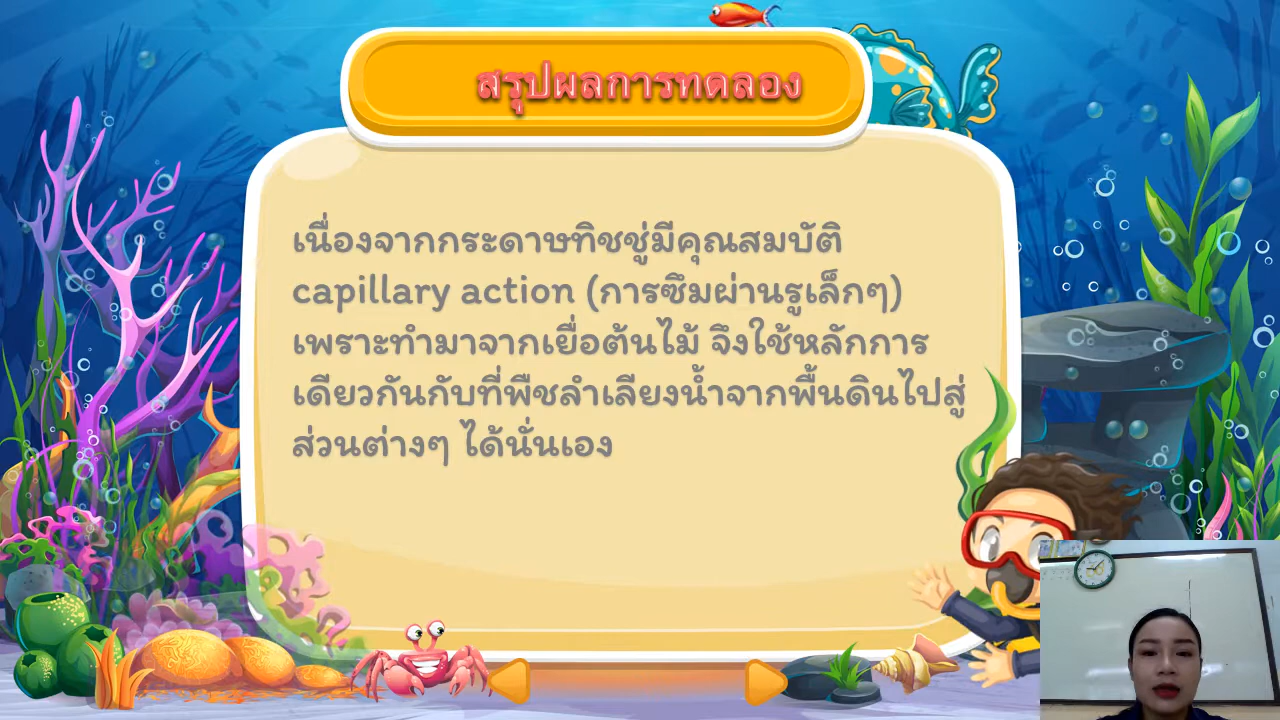 สรุปผลการทดลอง
เนื่องจากกระดาษทิชชู่มีคุณสมบัติ
capillary action (การซึมผ่านรูเล็กๆ)
เพราะทำมาจากเยื่อต้นไม้ จึงใช้หลักการ
เดียวกันกับที่พืชลำเลียงน้ำจากพื้นดินไปสู่
ส่วนต่างๆ ได้นั่นเอง